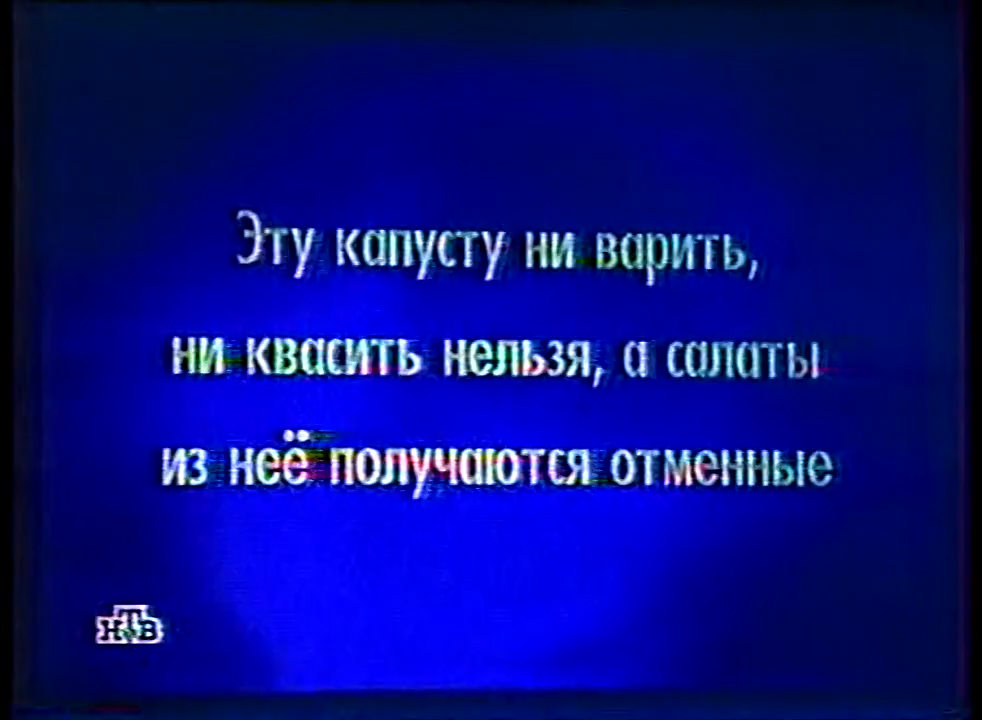 Эту капусту ни варить,
ни квасить нельзя, а салаты
из неё получаются отменные
НТВ